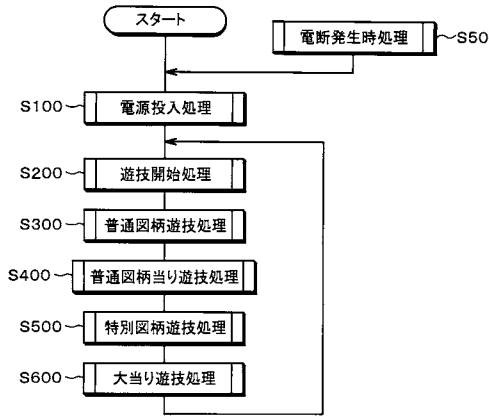 スタート
電断発生時処理 S50
S100 電源投入処理
S200 遊技開始処理
S300 普通図柄遊技処理
S400 普通図柄当り遊技処理
S500 特別図柄遊技処理
S600 大当り遊技処理